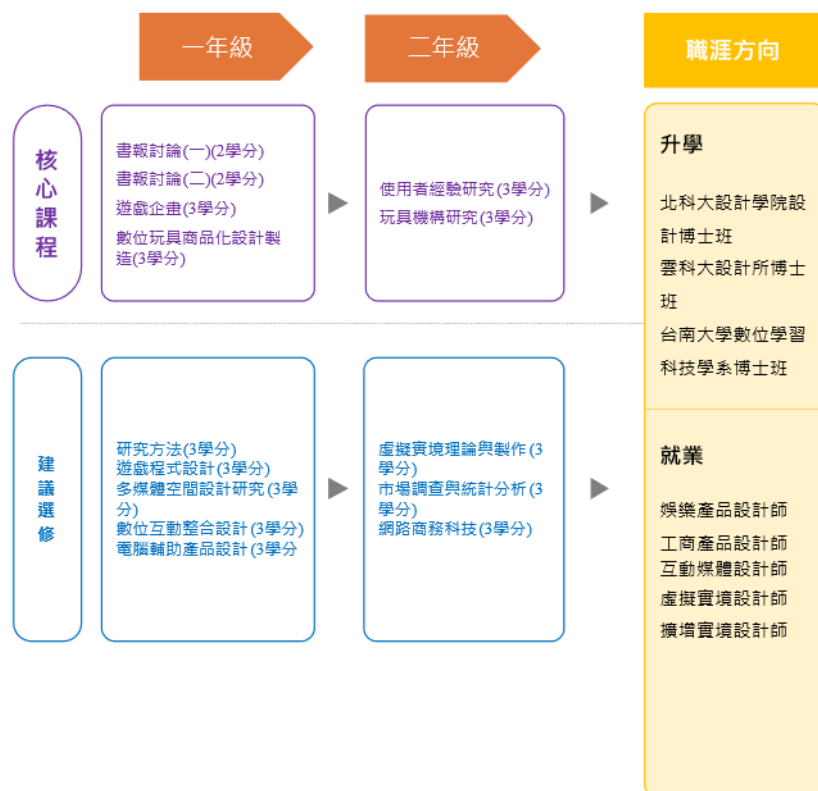 一年級
二年級
職涯方向
核
心
課
程
書報討論(一)(2學分)
書報討論(二)(2學分)
遊戲企畫(3學分)
數位玩具商品化設計製
造(3學分)
使用者經驗研究(3學分)
玩具機構研究(3學分)
升學
北科大設計學院設
計博士班
雲科大設計所博士
班
台南大學數位學習
科技學系博士班
建
議
選
修
研究方法(3學分)
遊戲程式設計(3學分)
多媒體空間設計研究(3學
分)
數位互動整合設計(3學分)
電腦輔助產品設計(3學分
虛擬實境理論與製作(3
學分)
市場調查與統計分析(3
學分)
網路商務科技(3學分)
就業
娛樂產品設計師
工商產品設計師
互動媒體設計師
虛擬實境設計師
擴增實境設計師